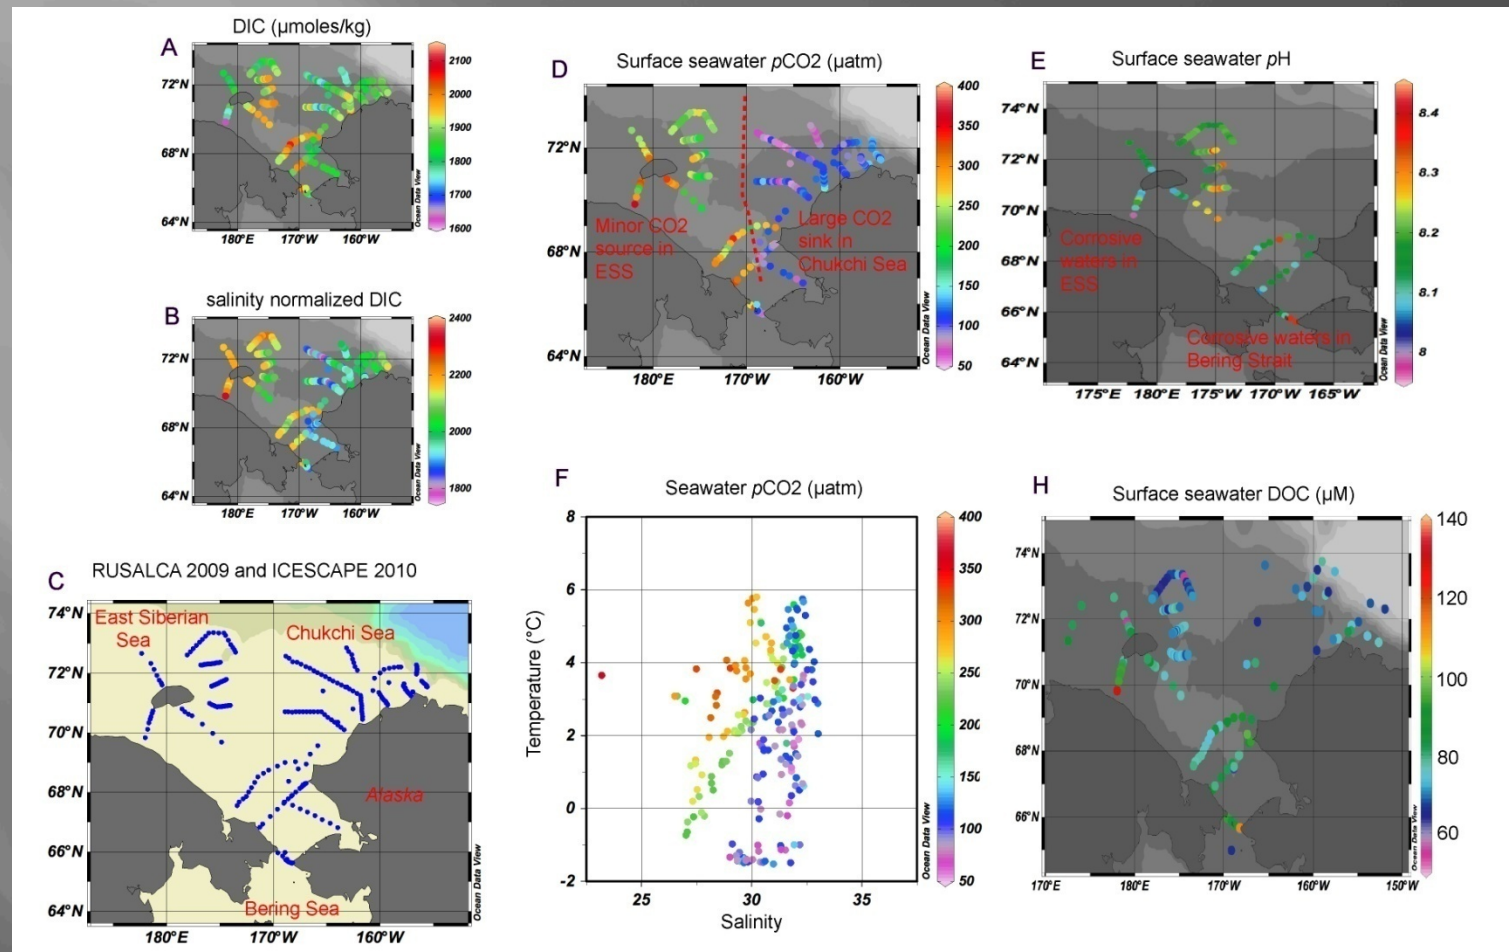 A
DIC (µmoles/kg)
72°N
68°N
64°N
180°E
170°W
160°W
2100
2000
1900
1800
1700
1600
Ocean Data View
B
salinity normalized DIC
72°N
68°N
64°N
180°E
170°W
160°W
2400
2200
2000
1800
Ocean Data View
C
RUSALCA 2009 and ICESCAPE 2010
East Siberian
Sea
Chukchi Sea
Alaska
Bering Sea
74°N
72°N
70°N
68°N
66°N
64°N
180°E
170°W
160°W
Ocean Data View
D
Surface seawater pCO2 (µatm)
72°N
68°N
64°N
180°E
170°W
160°W
Minor CO2
source in
ESS
Large CO2
sink in
Chukchi Sea
400
350
300
250
200
150
100
50
Ocean Data View
E
Surface seawater pH
74°N
72°N
70°N
68°N
66°N
64°N
175°E
180°E
175°W
170°W
165°W
Corrosive
waters in
ESS
Corrosive waters in
Bering Strait
8.4
8.3
8.2
8.1
8
Ocean Data View
F
Seawater pCO2 (µatm)
Temperature (°C)
8
6
4
2
0
-2
25
30
35
Salinity
400
350
300
250
200
150
100
50
Ocean Data View
H
Surface seawater DOC (µM)
74°N
72°N
70°N
68°N
66°N
170°E
180°E
170°W
160°W
150°W
140
120
100
80
60
Ocean Data View